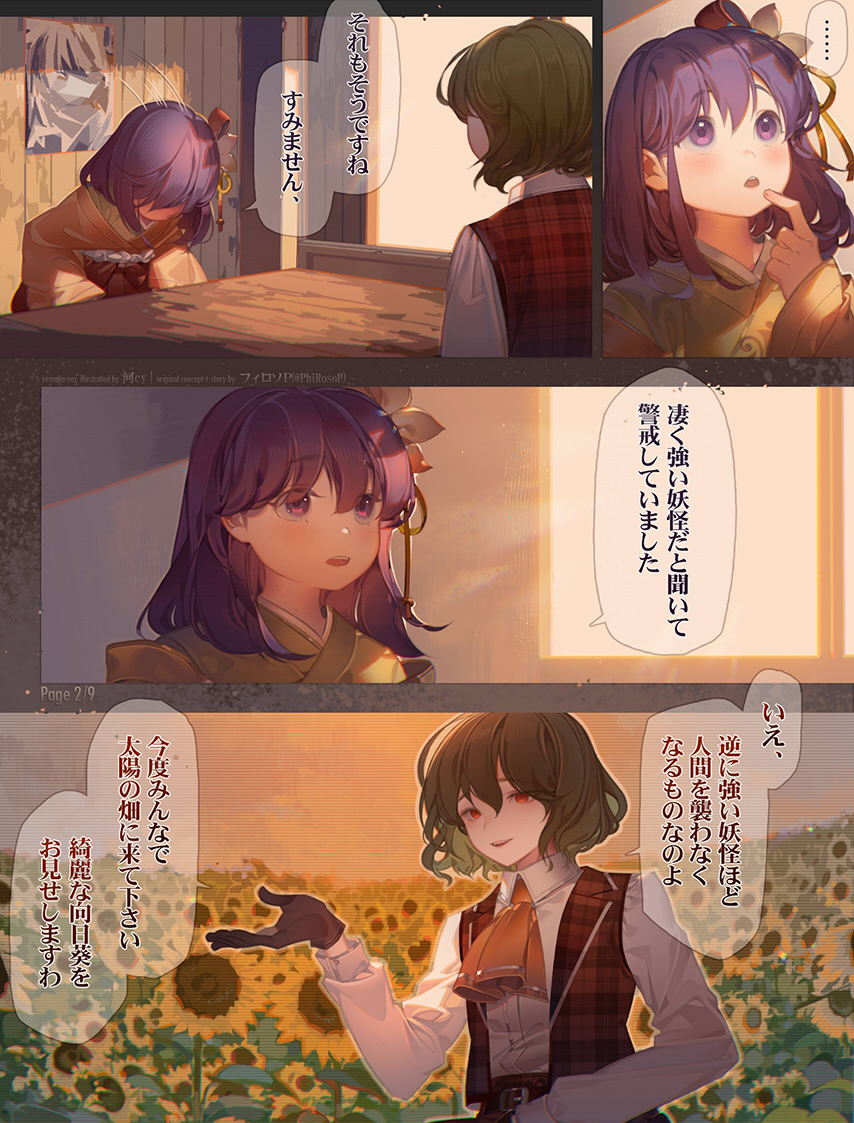 ……
それもそうですね
すみません、
remake ver. illustrated by 河cy | original concept+story by フィロソP(@PhiRosoP)
凄く強い妖怪だと聞いて
警戒していました
Page 2/9
いえ、
逆に強い妖怪ほど
人間を襲わなく
なるものなのよ
今度みんなで
太陽の畑に来て下さい
綺麗な向日葵を
お見せしますわ